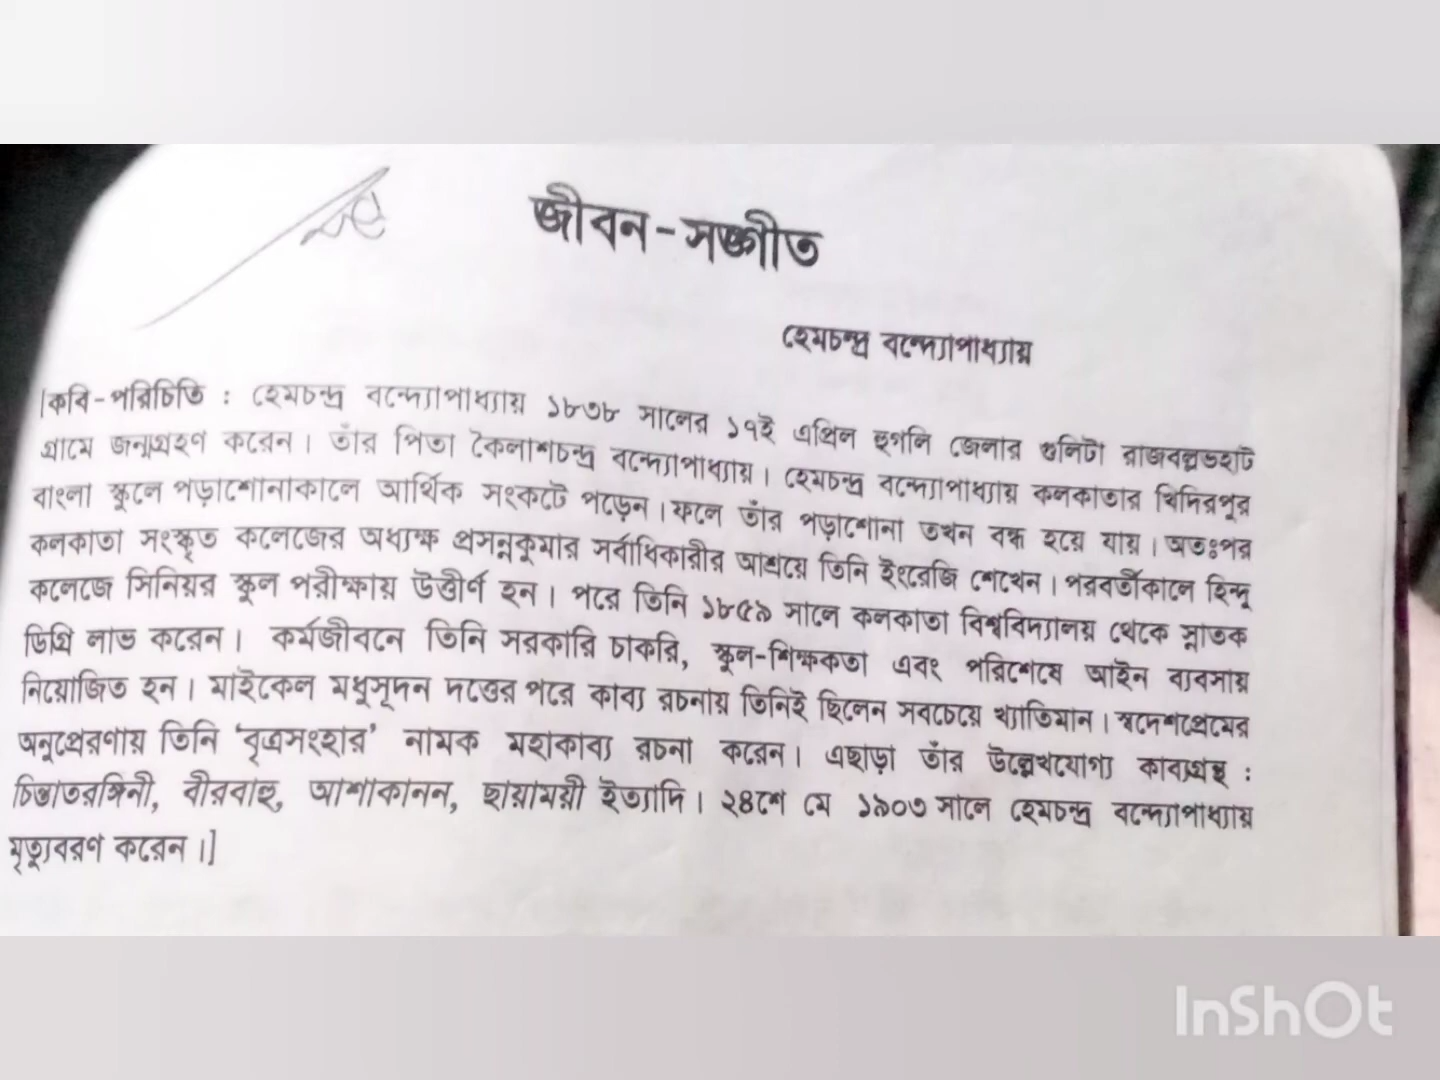 জীবন-সঙ্গীত
হেমচন্দ্র বন্দ্যোপাধ্যায়
[কবি-পরিচিতি : হেমচন্দ্র বন্দ্যোপাধ্যায় ১৮৩৮ সালের ১৭ই এপ্রিল হুগলি জেলার গুলিটা রাজবল্লভহাট
গ্রামে জন্মগ্রহণ করেন। তাঁর পিতা কৈলাশচন্দ্র বন্দ্যোপাধ্যায়। হেমচন্দ্র বন্দ্যোপাধ্যায় কলকাতার খিদিরপুর
বাংলা স্কুলে পড়াশোনাকালে আর্থিক সংকটে পড়েন। ফলে তাঁর পড়াশোনা তখন বন্ধ হয়ে যায়। অতঃপর
কলকাতা সংস্কৃত কলেজের অধ্যক্ষ প্রসন্নকুমার সর্বাধিকারীর আশ্রয়ে তিনি ইংরেজি শেখেন। পরবর্তীকালে হিন্দু
কলেজে সিনিয়র স্কুল পরীক্ষায় উত্তীর্ণ হন। পরে তিনি ১৮৫৯ সালে কলকাতা বিশ্ববিদ্যালয় থেকে স্নাতক
ডিগ্রি লাভ করেন। কর্মজীবনে তিনি সরকারি চাকরি, স্কুল-শিক্ষকতা এবং পরিশেষে আইন ব্যবসায়
নিয়োজিত হন। মাইকেল মধুসূদন দত্তের পরে কাব্য রচনায় তিনিই ছিলেন সবচেয়ে খ্যাতিমান। স্বদেশপ্রেমের
অনুপ্রেরণায় তিনি ‘বৃত্রসংহার’ নামক মহাকাব্য রচনা করেন। এছাড়া তাঁর উল্লেখযোগ্য কাব্যগ্রন্থ :
চিন্তাতরঙ্গিনী, বীরবাহু, আশাকানন, ছায়াময়ী ইত্যাদি। ২৪শে মে ১৯০৩ সালে হেমচন্দ্র বন্দ্যোপাধ্যায়
মৃত্যুবরণ করেন।]
InShOt